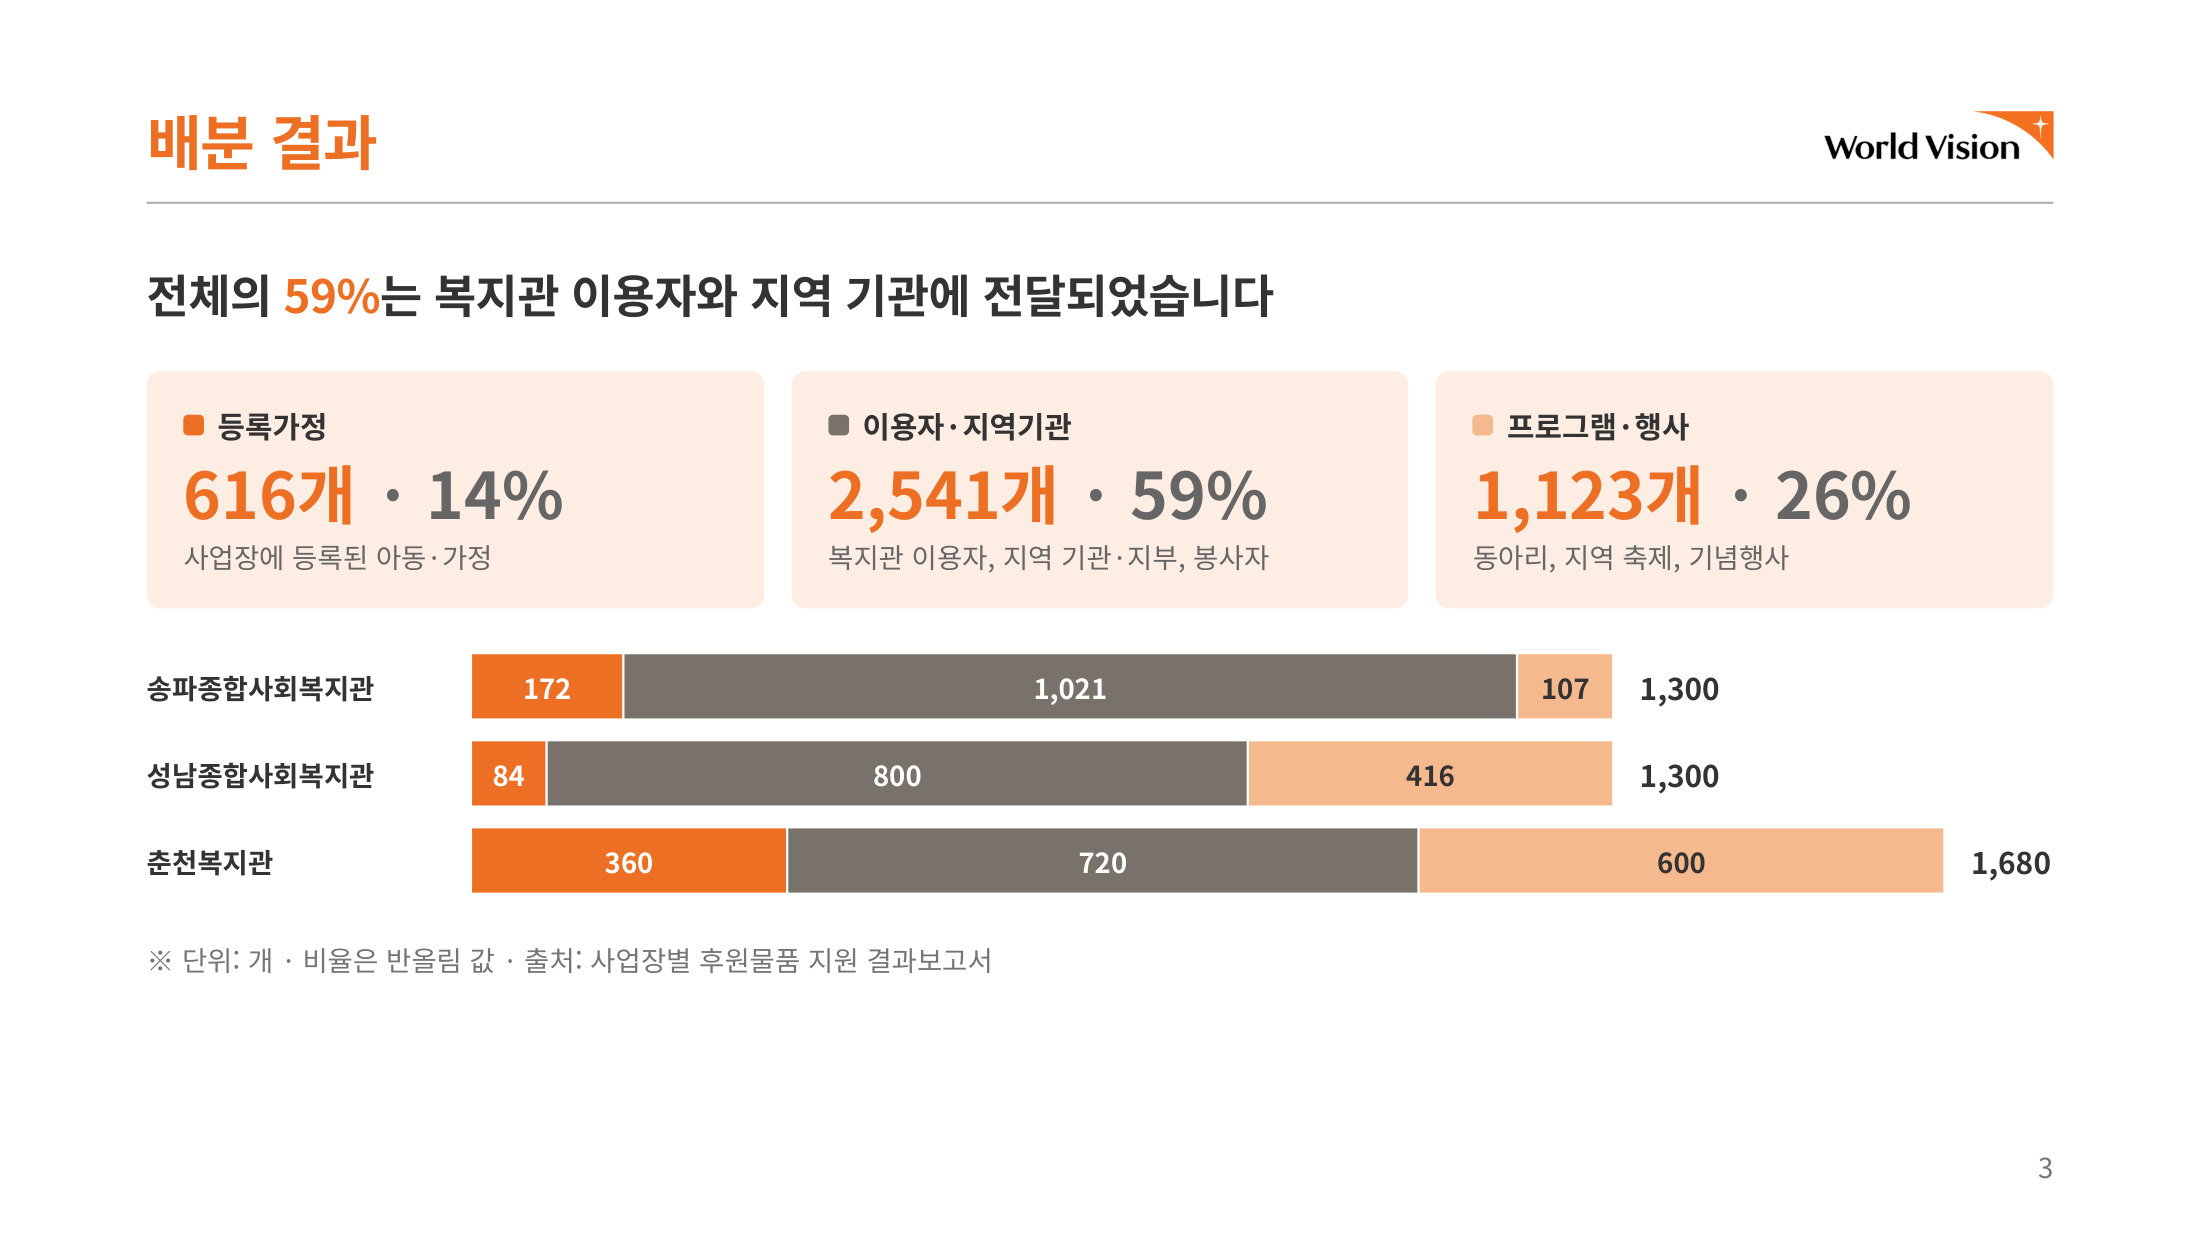 배분 결과
World Vision
전체의 59%는 복지관 이용자와 지역 기관에 전달되었습니다
등록가정
616개 · 14%
사업장에 등록된 아동·가정
이용자·지역기관
2,541개 · 59%
복지관 이용자, 지역 기관·지부, 봉사자
프로그램·행사
1,123개 · 26%
동아리, 지역 축제, 기념행사
송파종합사회복지관 172 1,021 107 1,300
성남종합사회복지관 84 800 416 1,300
춘천복지관 360 720 600 1,680
※ 단위: 개 · 비율은 반올림 값 · 출처: 사업장별 후원물품 지원 결과보고서
3